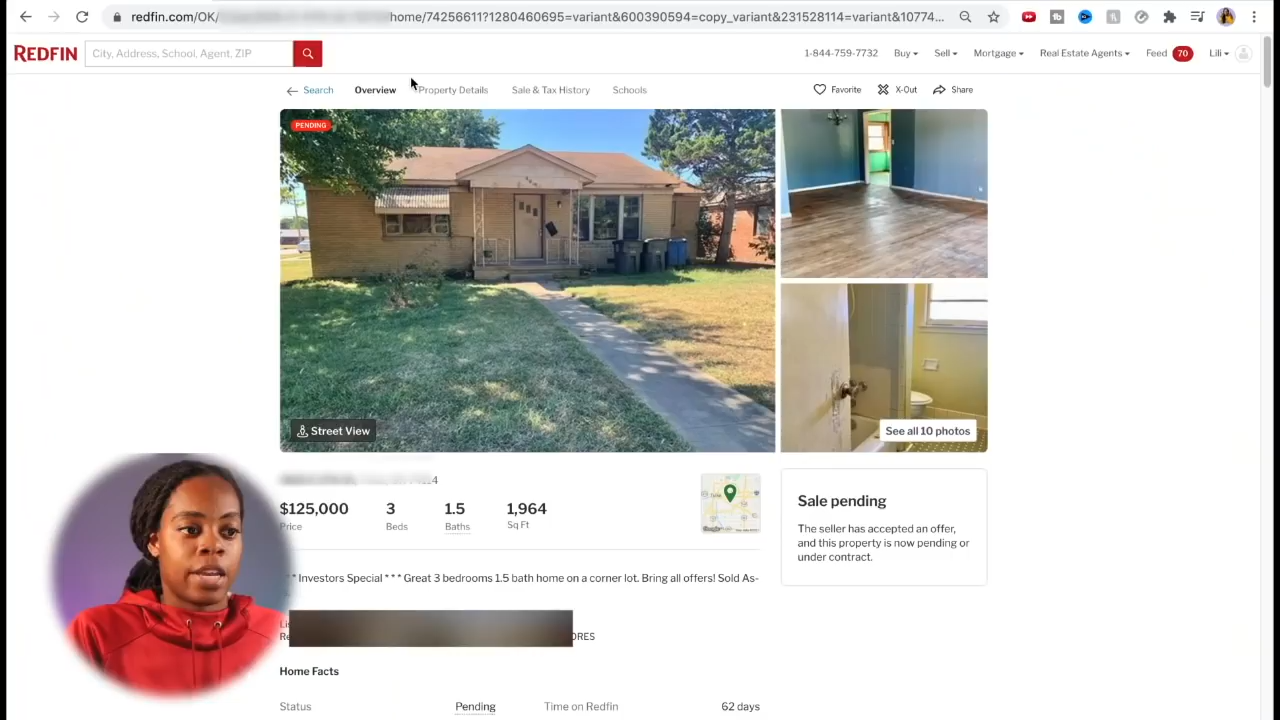 redfin.com/OK/
home/74256611?1280460695=variant&600390594=copy_variant&231528114=variant&10774...
REDFIN
City, Address, School, Agent, ZIP
1-844-759-7732 Buy Sell Mortgage Real Estate Agents Feed 70 Lili
Search Overview Property Details Sale & Tax History Schools Favorite X-Out Share
PENDING
Street View
See all 10 photos
$125,000 3 1.5 1,964
Price Beds Baths Sq Ft
Sale pending
The seller has accepted an offer,
and this property is now pending or
under contract.
* Investors Special * * * Great 3 bedrooms 1.5 bath home on a corner lot. Bring all offers! Sold As-
Home Facts
Status Pending Time on Redfin 62 days